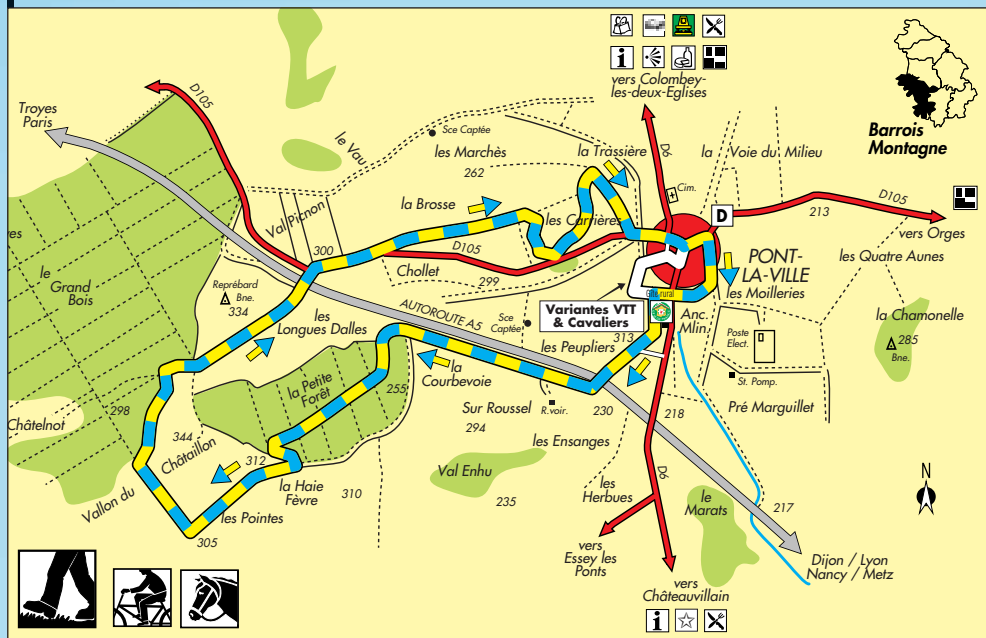 vers Colombey-
les-deux-Eglises
Barrois
Montagne
Troyes
Paris
D105
le Vau
Sce Captée
les Marchès
262
la Trassière
D6
la Voie du Milieu
Cim.
D
D105
213
vers Orges
la Brosse
les Carrières
Val Picnon
300
D105
Chollet
299
PONT-
LA-VILLE
les Moilleries
les Quatre Aunes
le
Grand
Bois
Reprébard
Bne.
334
AUTOROUTE A5
Gîte rural
Variantes VTT
& Cavaliers
Sce
Captée
313
Anc.
Mlin.
la Chamonelle
285
Bne.
les
Longues Dalles
les Peupliers
Poste
Elect.
la
Courbevoie
la Petite
Forêt
255
St. Pomp.
Pré Marguillet
298
Châtelnot
Sur Roussel
294
R.voir.
230
218
344
Châtaillon
Vallon du
312
la Haie
Fèvre
310
les Ensanges
Val Enhu
235
les
Herbues
D6
le
Marats
217
N
les Pointes
305
vers
Essey les
Ponts
vers
Châteauvillain
Dijon / Lyon
Nancy / Metz
i
i